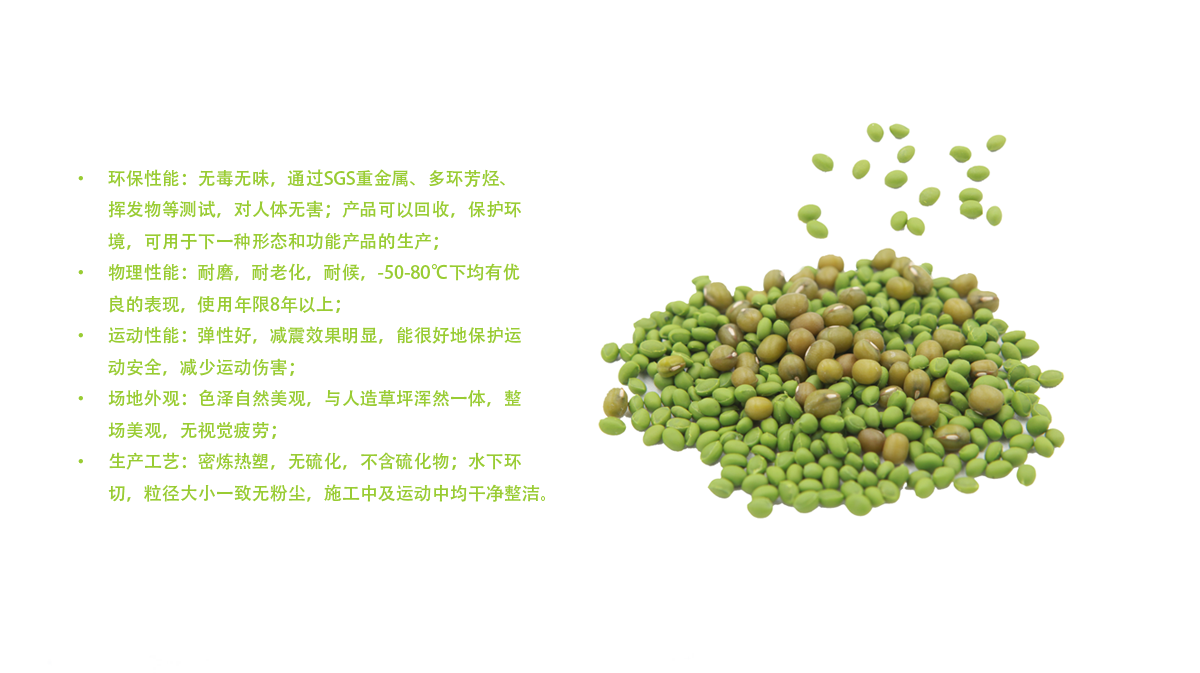 • 环保性能：无毒无味，通过SGS重金属、多环芳烃、
挥发物等测试，对人体无害；产品可以回收，保护环
境，可用于下一种形态和功能产品的生产；
• 物理性能：耐磨，耐老化，耐候，-50-80℃下均有优
良的表现，使用年限8年以上；
• 运动性能：弹性好，减震效果明显，能很好地保护运
动安全，减少运动伤害；
• 场地外观：色泽自然美观，与人造草坪浑然一体，整
场美观，无视觉疲劳；
• 生产工艺：密炼热塑，无硫化，不含硫化物；水下环
切，粒径大小一致无粉尘，施工中及运动中均干净整洁。